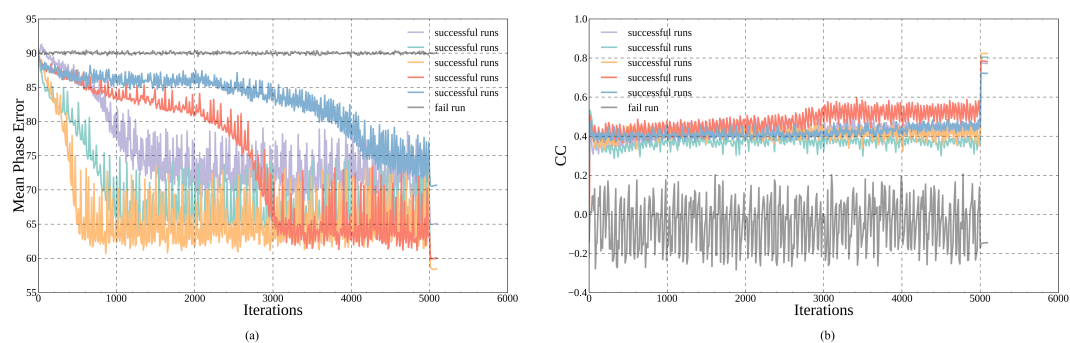 95
90
85
80
75
70
65
60
55
Mean Phase Error
successful runs
successful runs
successful runs
successful runs
successful runs
fail run
0
1000
2000
3000
4000
5000
6000
Iterations
(a)
1.0
0.8
0.6
0.4
0.2
0.0
−0.2
−0.4
CC
successful runs
successful runs
successful runs
successful runs
successful runs
fail run
0
1000
2000
3000
4000
5000
6000
Iterations
(b)